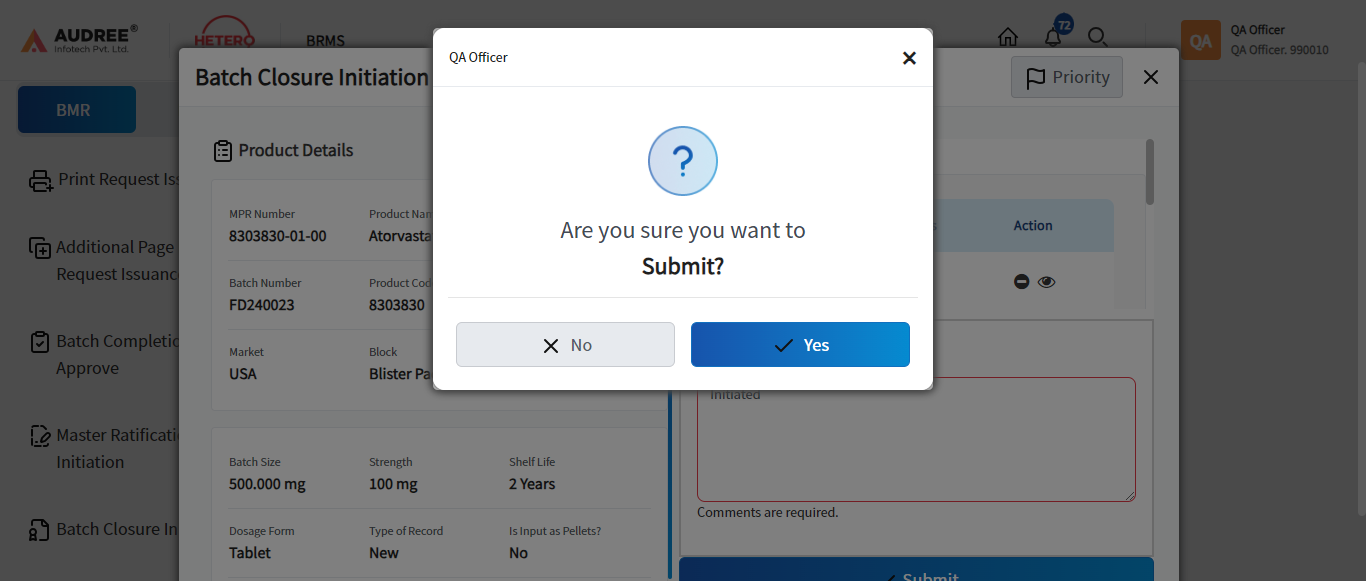 AUDREE®
Infotech Pvt. Ltd.
HETERO
BRMS
72
QA
QA Officer
QA Officer. 990010
BMR
Print Request Iss
Additional Page
Request Issuanc
Batch Completic
Approve
Master Ratificati
Initiation
Batch Closure In
Batch Closure Initiation
Priority
Product Details
MPR Number
8303830-01-00
Product Nan
Atorvasta
Batch Number
FD240023
Product Cod
8303830
Market
USA
Block
Blister Pa
Batch Size
500.000 mg
Strength
100 mg
Shelf Life
2 Years
Dosage Form
Tablet
Type of Record
New
Is Input as Pellets?
No
Action
Initiated
Comments are required.
Submit
QA Officer
?
Are you sure you want to
Submit?
No
Yes